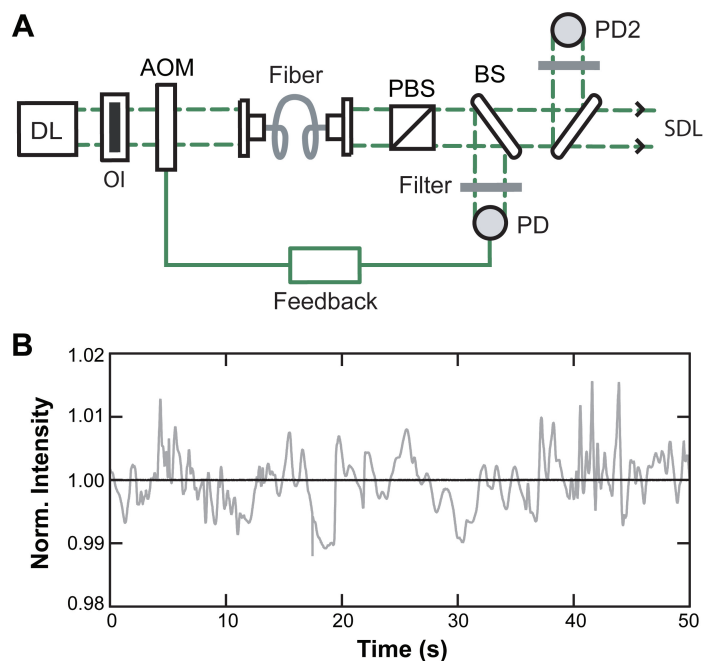 A
PD2
AOM
Fiber
PBS
BS
DL
SDL
OI
Filter
PD
Feedback
B
1.02
1.01
1.00
0.99
0.98
Norm. Intensity
0 10 20 30 40 50
Time (s)